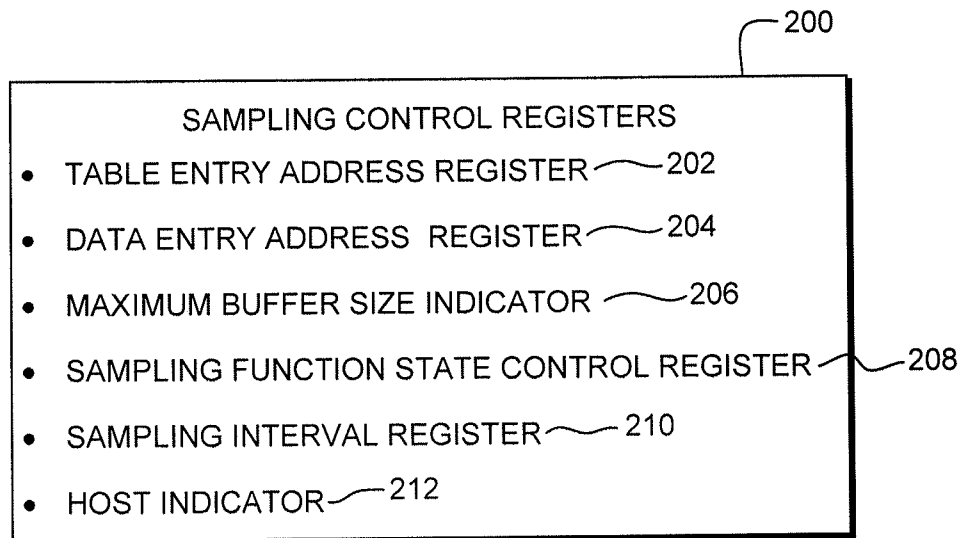 200
SAMPLING CONTROL REGISTERS
• TABLE ENTRY ADDRESS REGISTER 202
• DATA ENTRY ADDRESS REGISTER 204
• MAXIMUM BUFFER SIZE INDICATOR 206
• SAMPLING FUNCTION STATE CONTROL REGISTER 208
• SAMPLING INTERVAL REGISTER 210
• HOST INDICATOR 212